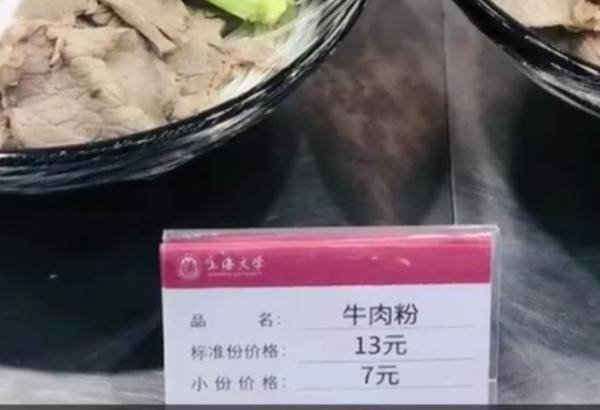 上海大学
品 名: 牛肉粉
标准份价格: 13元
小份价格: 7元